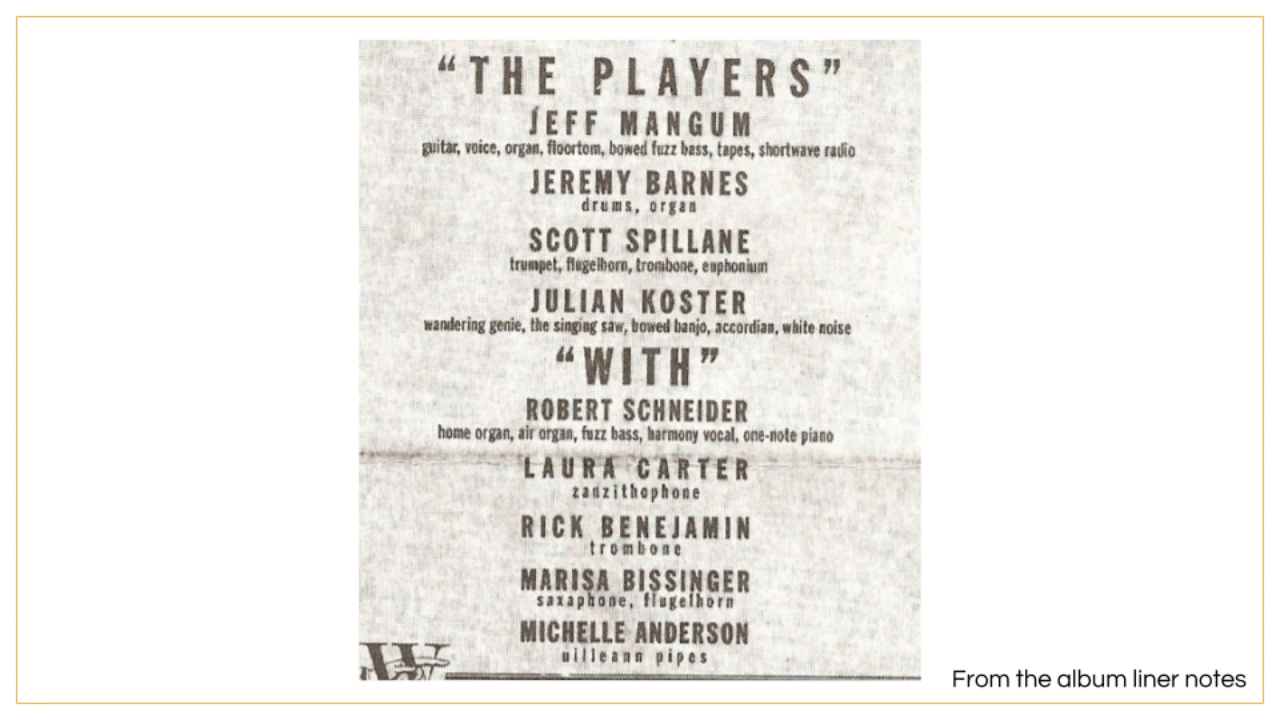 “THE PLAYERS”
JEFF MANGUM
guitar, voice, organ, floortom, bowed fuzz bass, tapes, shortwave radio
JEREMY BARNES
drums, organ
SCOTT SPILLANE
trumpet, flugelhorn, trombone, euphonium
JULIAN KOSTER
wandering genie, the singing saw, bowed banjo, accordian, white noise
“WITH”
ROBERT SCHNEIDER
home organ, air organ, fuzz bass, harmony vocal, one-note piano
LAURA CARTER
zanzithophone
RICK BENEJAMIN
trombone
MARISA BISSINGER
saxaphone, flugelhorn
MICHELLE ANDERSON
uilleann pipes
W
From the album liner notes